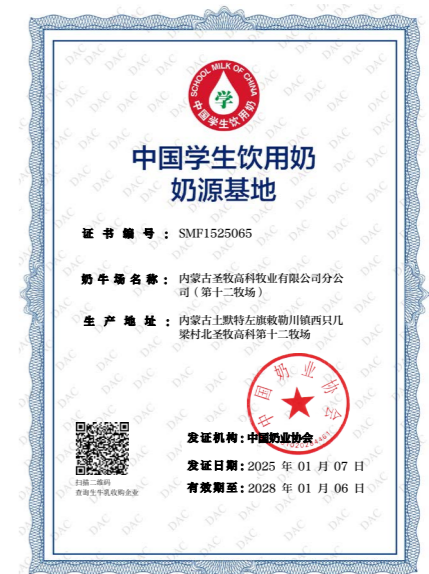 SCHOOL MILK OF CHINA
学
中国学生饮用奶
中国学生饮用奶
奶源基地
证书编号：SMF1525065
奶牛场名称：内蒙古圣牧高科牧业有限公司分公
司（第十二牧场）
生产地址：内蒙古土默特左旗敕勒川镇西只几
梁村北圣牧高科第十二牧场
中国奶业协会
发证机构：中国奶业协会
发证日期：2025 年 01 月 07 日
有效期至：2028 年 01 月 06 日
扫描二维码
查询生牛乳收购企业
DAC